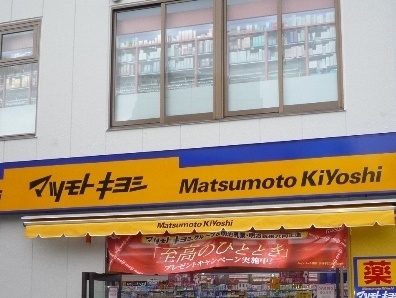 マツモトキヨシ Matsumoto KiYoshi
Matsumoto KiYoshi
「至高のひととき」
プレゼントキャンペーン実施中!
薬